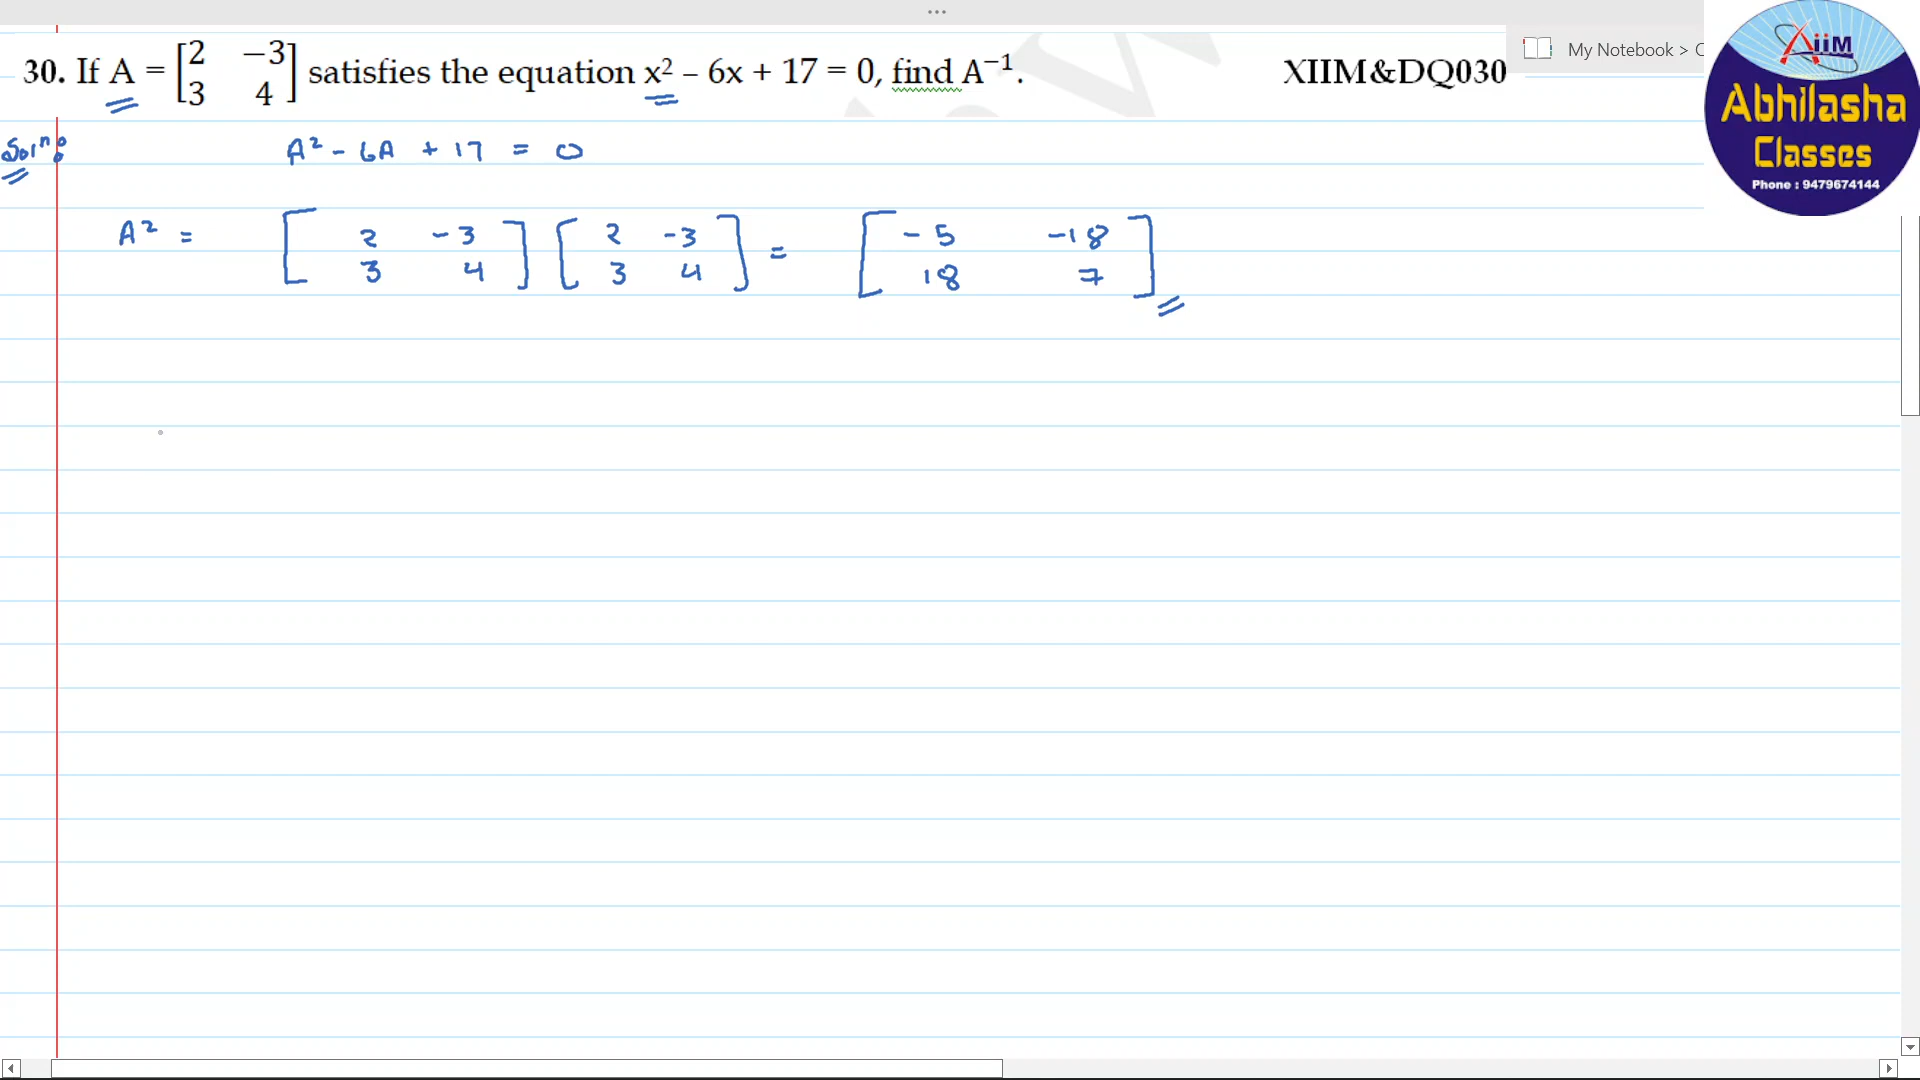 ...
30. If A = [2 −3 3 4] satisfies the equation x² – 6x + 17 = 0, find A⁻¹.
XIIM&DQ030
My Notebook > C
AiiM
Abhilasha
Classes
Phone : 9479674144
Solⁿ:
A² - 6A + 17 = 0
A² = [2 -3 3 4] [2 -3 3 4] = [-5 -18 18 7]